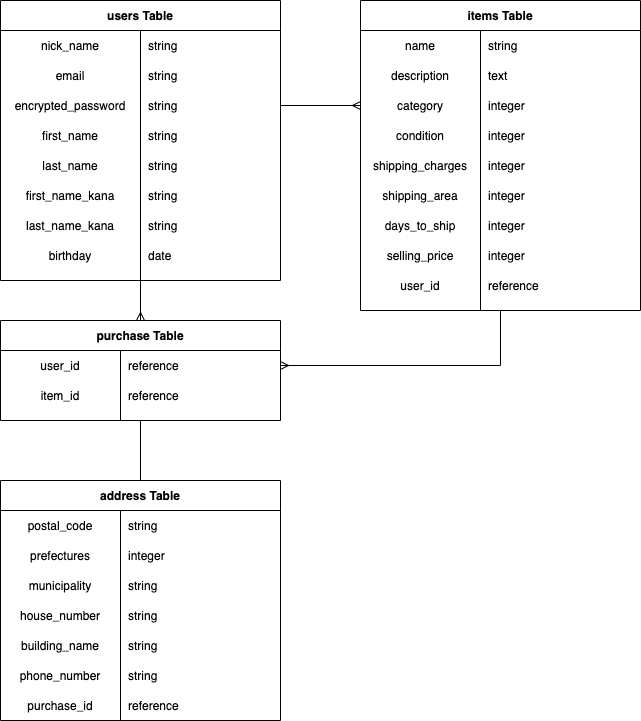 users Table
nick_name string
email string
encrypted_password string
first_name string
last_name string
first_name_kana string
last_name_kana string
birthday date
items Table
name string
description text
category integer
condition integer
shipping_charges integer
shipping_area integer
days_to_ship integer
selling_price integer
user_id reference
purchase Table
user_id reference
item_id reference
address Table
postal_code string
prefectures integer
municipality string
house_number string
building_name string
phone_number string
purchase_id reference